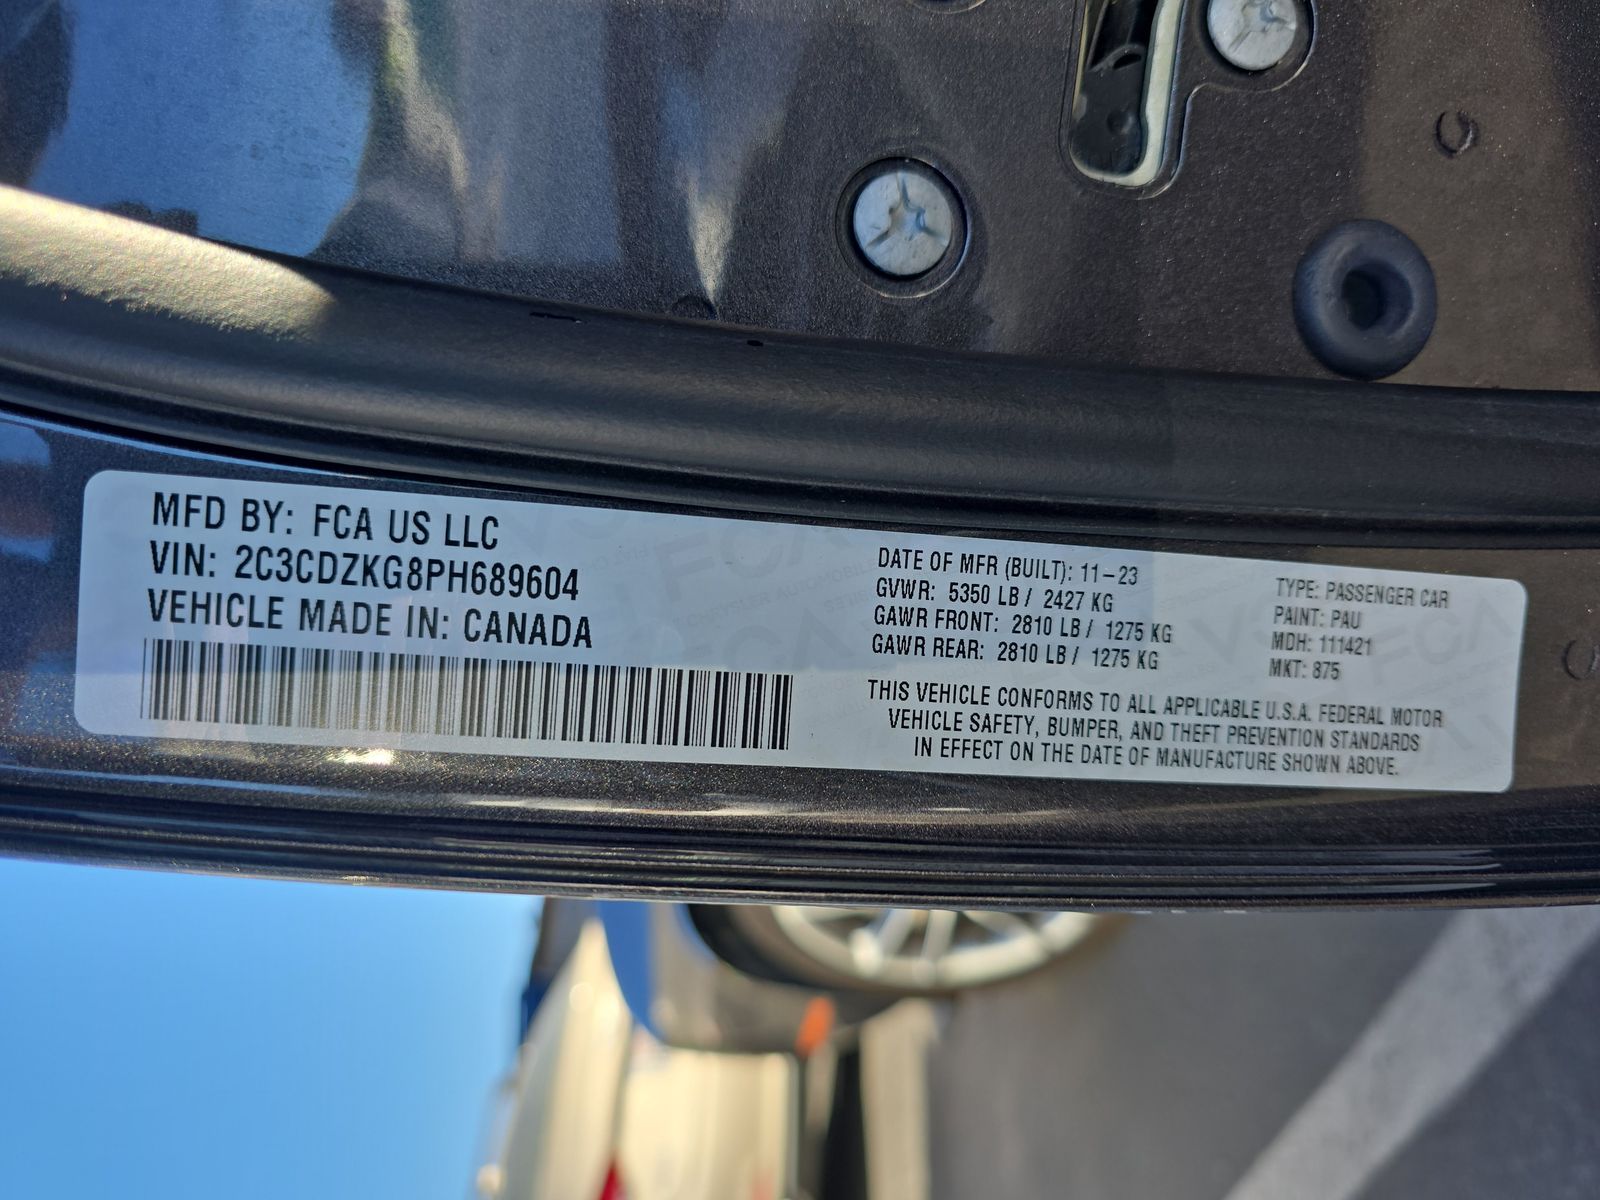 MFD BY: FCA US LLC
VIN: 2C3CDZKG8PH689604
VEHICLE MADE IN: CANADA
DATE OF MFR (BUILT): 11-23
GVWR: 5350 LB / 2427 KG
GAWR FRONT: 2810 LB / 1275 KG
GAWR REAR: 2810 LB / 1275 KG
TYPE: PASSENGER CAR
PAINT: PAU
MDH: 111421
MKT: 875
THIS VEHICLE CONFORMS TO ALL APPLICABLE U.S.A. FEDERAL MOTOR
VEHICLE SAFETY, BUMPER, AND THEFT PREVENTION STANDARDS
IN EFFECT ON THE DATE OF MANUFACTURE SHOWN ABOVE.